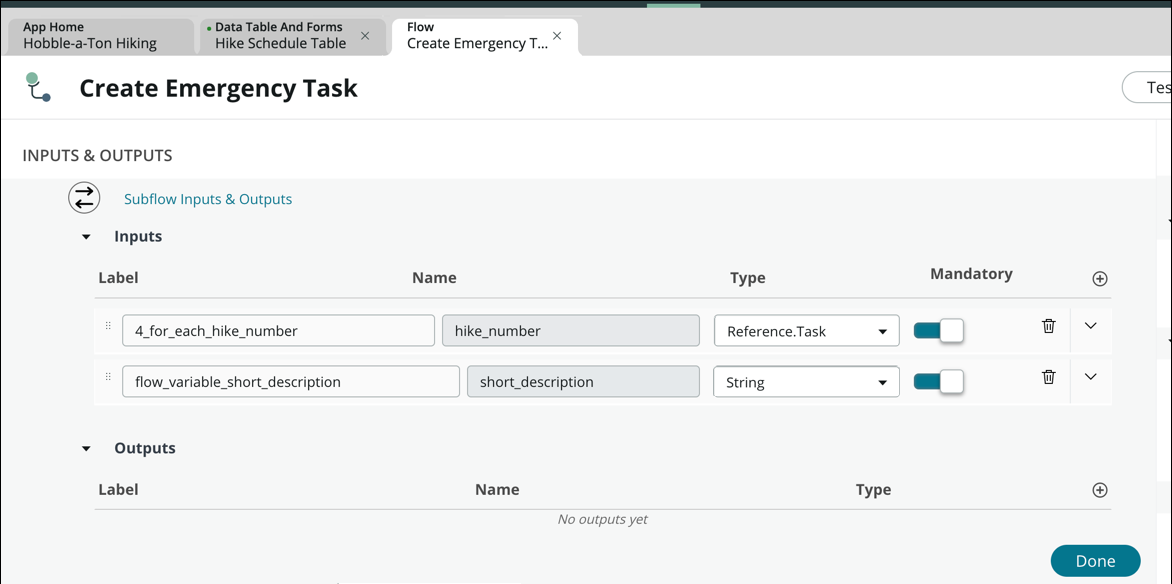 App Home
Hobble-a-Ton Hiking
Data Table And Forms
Hike Schedule Table
Flow
Create Emergency T...
Create Emergency Task
Tes
INPUTS & OUTPUTS
Subflow Inputs & Outputs
Inputs
Label Name Type Mandatory
4_for_each_hike_number hike_number Reference.Task
flow_variable_short_description short_description String
Outputs
Label Name Type
No outputs yet
Done